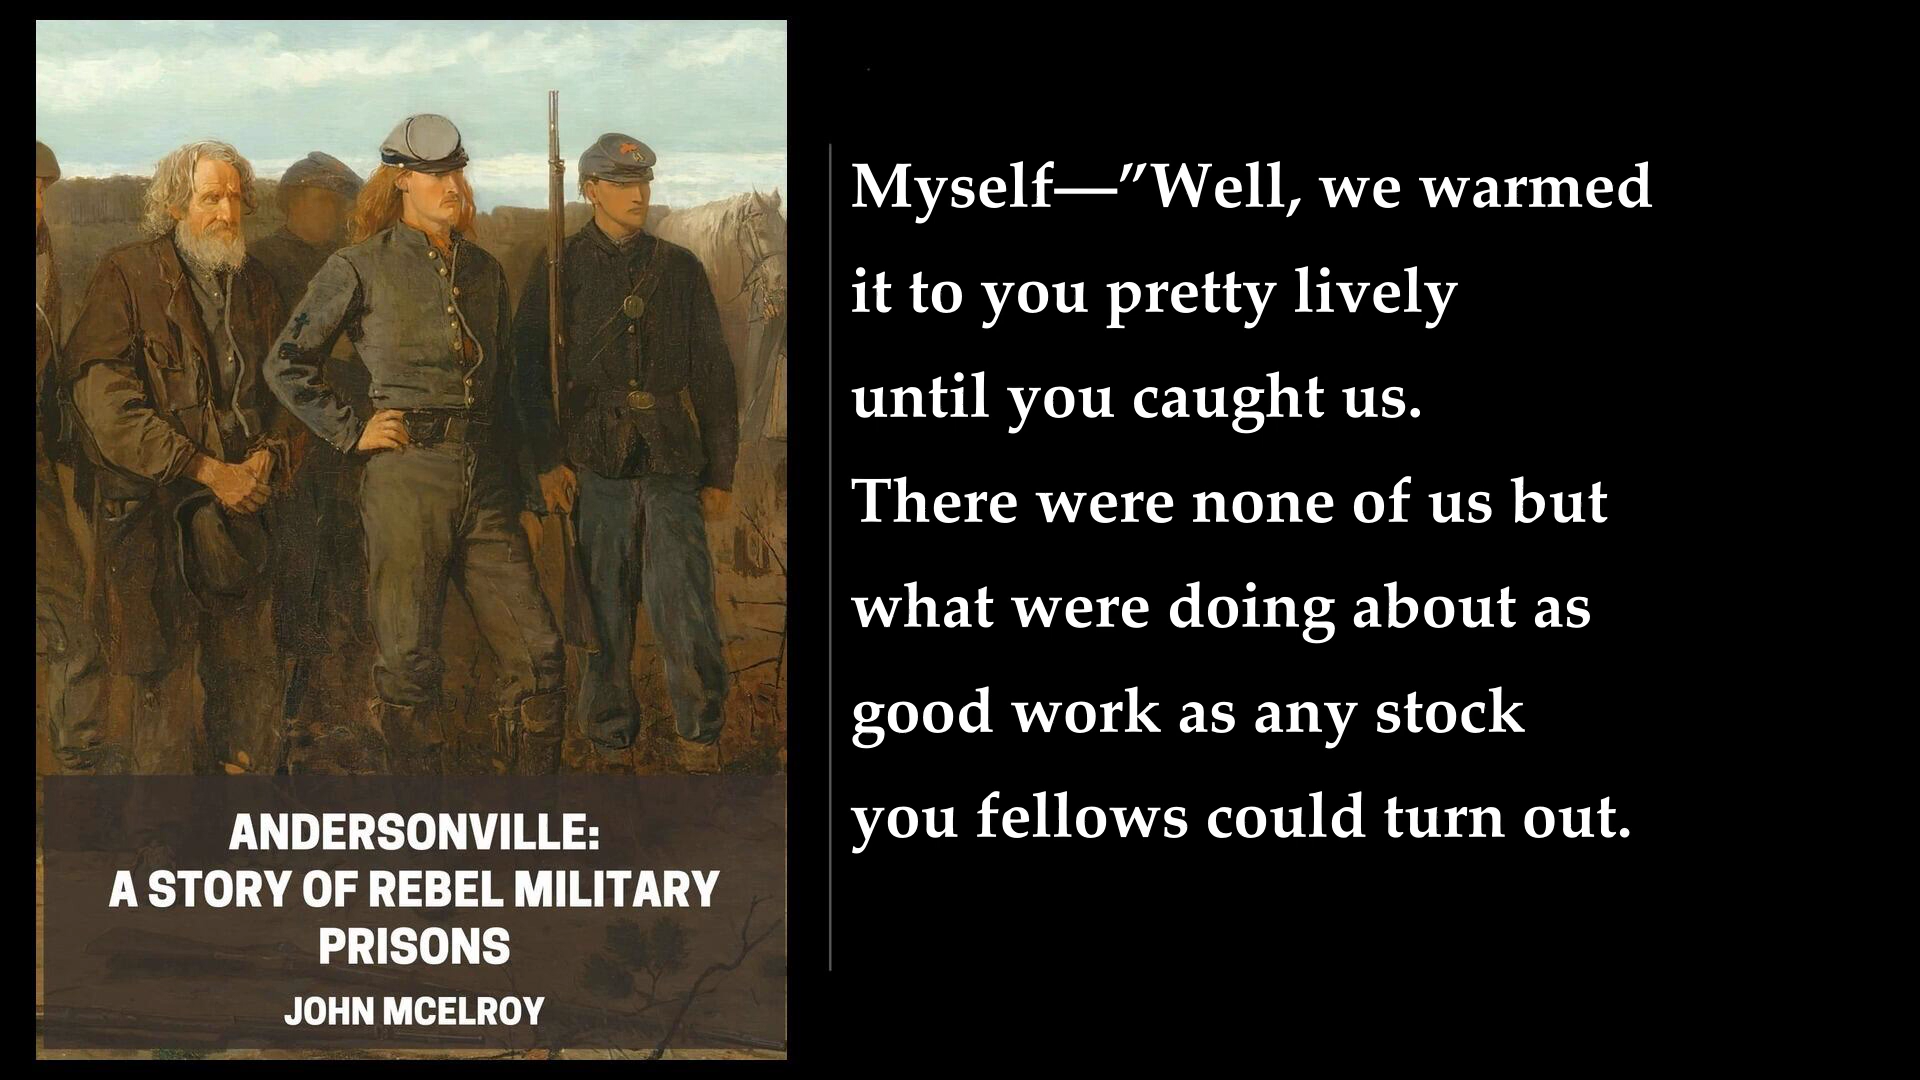 Myself—”Well, we warmed
it to you pretty lively
until you caught us.
There were none of us but
what were doing about as
good work as any stock
you fellows could turn out.
ANDERSONVILLE:
A STORY OF REBEL MILITARY
PRISONS
JOHN MCELROY